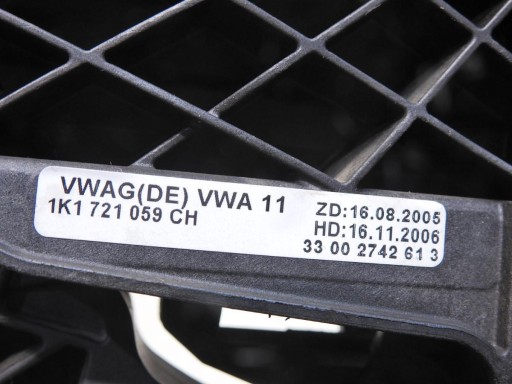 VWAG(DE) VWA 11
1K1 721 059 CH
ZD:16.08.2005
HD:16.11.2006
33 00 2742 61 3